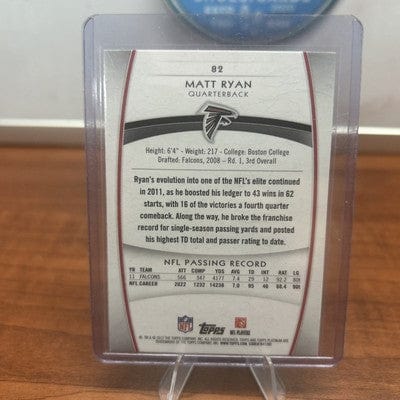 82
MATT RYAN
QUARTERBACK
Height: 6'4" - Weight: 217 - College: Boston College
Drafted: Falcons, 2008 – Rd. 1, 3rd Overall
Ryan's evolution into one of the NFL's elite continued
in 2011, as he boosted his ledger to 43 wins in 62
starts, with 16 of the victories a fourth quarter
comeback. Along the way, he broke the franchise
record for single-season passing yards and posted
his highest TD total and passer rating to date.
NFL PASSING RECORD
YR TEAM ATT COMP YDS AVG TD INT RAT LG
11 FALCONS 566 347 4177 7.4 29 12 92.2 80t
NFL CAREER 2022 1232 14238 7.0 95 46 88.4 90t
NFL
Topps
NFL PLAYERS